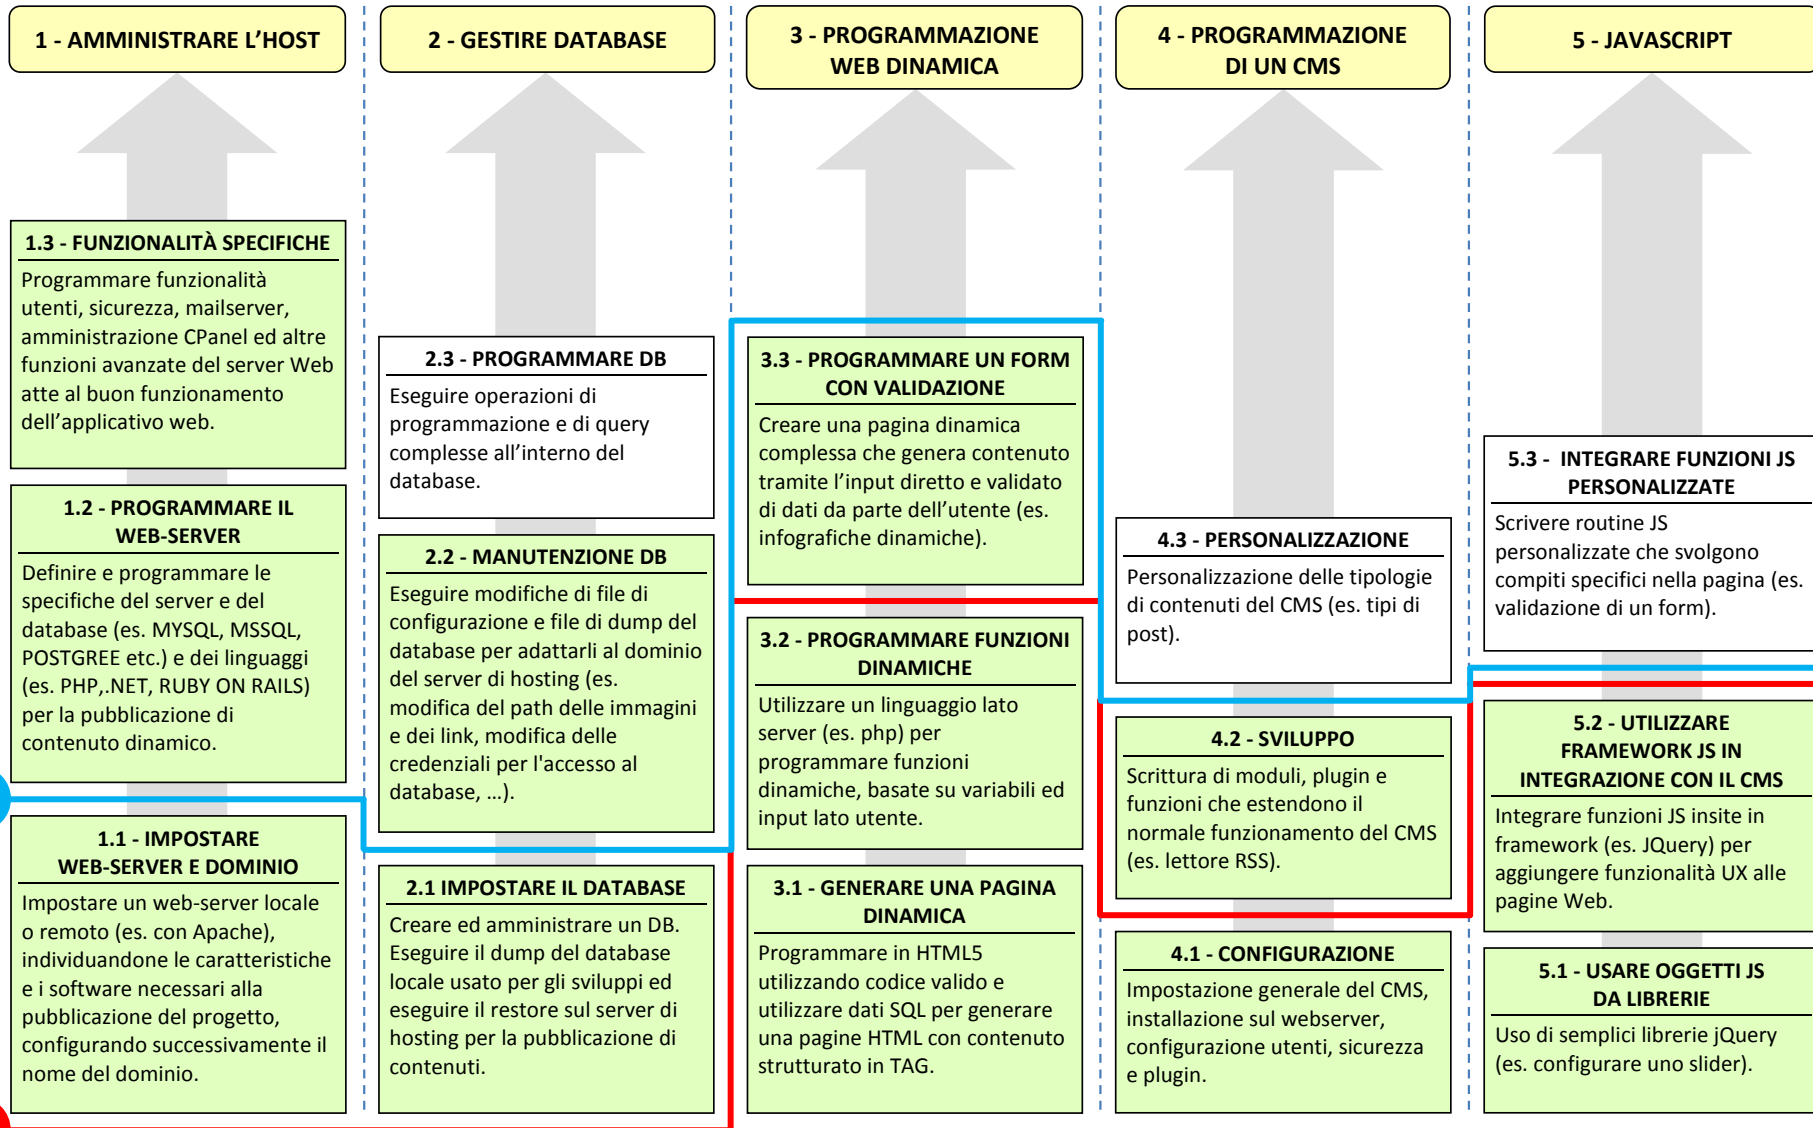 1 - AMMINISTRARE L'HOST
2 - GESTIRE DATABASE
3 - PROGRAMMAZIONE
WEB DINAMICA
4 - PROGRAMMAZIONE
DI UN CMS
5 - JAVASCRIPT
1.3 - FUNZIONALITÀ SPECIFICHE
Programmare funzionalità
utenti, sicurezza, mailserver,
amministrazione CPanel ed altre
funzioni avanzate del server Web
atte al buon funzionamento
dell'applicativo web.
1.2 - PROGRAMMARE IL
WEB-SERVER
Definire e programmare le
specifiche del server e del
database (es. MYSQL, MSSQL,
POSTGREE etc.) e dei linguaggi
(es. PHP,.NET, RUBY ON RAILS)
per la pubblicazione di
contenuto dinamico.
1.1 - IMPOSTARE
WEB-SERVER E DOMINIO
Impostare un web-server locale
o remoto (es. con Apache),
individuandone le caratteristiche
e i software necessari alla
pubblicazione del progetto,
configurando successivamente il
nome del dominio.
2.3 - PROGRAMMARE DB
Eseguire operazioni di
programmazione e di query
complesse all'interno del
database.
2.2 - MANUTENZIONE DB
Eseguire modifiche di file di
configurazione e file di dump del
database per adattarli al dominio
del server di hosting (es.
modifica del path delle immagini
e dei link, modifica delle
credenziali per l'accesso al
database, …).
2.1 IMPOSTARE IL DATABASE
Creare ed amministrare un DB.
Eseguire il dump del database
locale usato per gli sviluppi ed
eseguire il restore sul server di
hosting per la pubblicazione di
contenuti.
3.3 - PROGRAMMARE UN FORM
CON VALIDAZIONE
Creare una pagina dinamica
complessa che genera contenuto
tramite l'input diretto e validato
di dati da parte dell'utente (es.
infografiche dinamiche).
3.2 - PROGRAMMARE FUNZIONI
DINAMICHE
Utilizzare un linguaggio lato
server (es. php) per
programmare funzioni
dinamiche, basate su variabili ed
input lato utente.
3.1 - GENERARE UNA PAGINA
DINAMICA
Programmare in HTML5
utilizzando codice valido e
utilizzare dati SQL per generare
una pagine HTML con contenuto
strutturato in TAG.
4.3 - PERSONALIZZAZIONE
Personalizzazione delle tipologie
di contenuti del CMS (es. tipi di
post).
4.2 - SVILUPPO
Scrittura di moduli, plugin e
funzioni che estendono il
normale funzionamento del CMS
(es. lettore RSS).
4.1 - CONFIGURAZIONE
Impostazione generale del CMS,
installazione sul webserver,
configurazione utenti, sicurezza
e plugin.
5.3 - INTEGRARE FUNZIONI JS
PERSONALIZZATE
Scrivere routine JS
personalizzate che svolgono
compiti specifici nella pagina (es.
validazione di un form).
5.2 - UTILIZZARE
FRAMEWORK JS IN
INTEGRAZIONE CON IL CMS
Integrare funzioni JS insite in
framework (es. JQuery) per
aggiungere funzionalità UX alle
pagine Web.
5.1 - USARE OGGETTI JS
DA LIBRERIE
Uso di semplici librerie jQuery
(es. configurare uno slider).